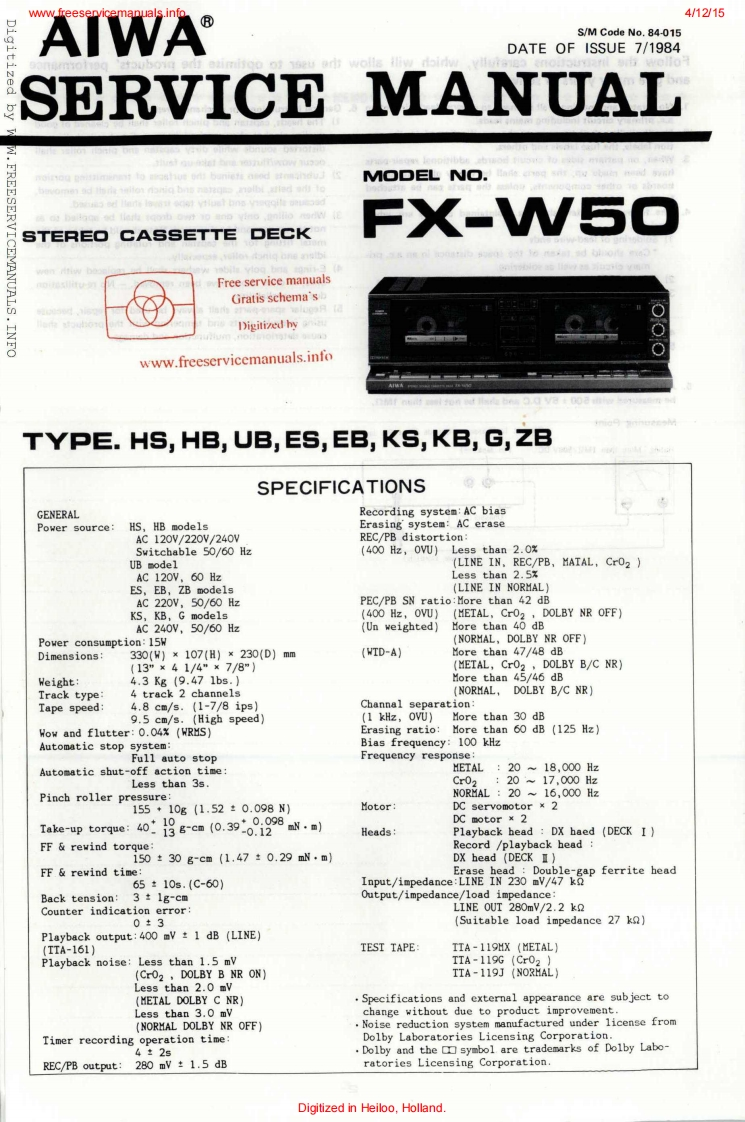 www.freeservicemanuals.info
4/12/15
Digitized by WWW.FREESERVICEMANUALS.INFO
AIWA®
S/M Code No. 84-015
DATE OF ISSUE 7/1984
SERVICE MANUAL
MODEL NO.
FX-W50
STEREO CASSETTE DECK
Free service manuals
Gratis schema's
Digitized by
www.freeservicemanuals.info
AIWA
TYPE. HS, HB, UB, ES, EB, KS, KB, G, ZB
SPECIFICATIONS
GENERAL
Power source: HS, HB models
AC 120V/220V/240V
Switchable 50/60 Hz
UB model
AC 120V, 60 Hz
ES, EB, ZB models
AC 220V, 50/60 Hz
KS, KB, G models
AC 240V, 50/60 Hz
Power consumption: 15W
Dimensions: 330(W) × 107(H) × 230(D) mm
(13" × 4 1/4" × 7/8")
Weight: 4.3 Kg (9.47 lbs.)
Track type: 4 track 2 channels
Tape speed: 4.8 cm/s. (1-7/8 ips)
9.5 cm/s. (High speed)
Wow and flutter: 0.04% (WRMS)
Automatic stop system:
Full auto stop
Automatic shut-off action time:
Less than 3s.
Pinch roller pressure:
155 + 10g (1.52 ± 0.098 N)
Take-up torque: 40 + 10 - 13 g-cm (0.39 + 0.098 - 0.12 mN·m)
FF & rewind torque:
150 ± 30 g-cm (1.47 ± 0.29 mN·m)
FF & rewind time:
65 ± 10s. (C-60)
Back tension: 3 ± 1g-cm
Counter indication error:
0 ± 3
Playback output: 400 mV ± 1 dB (LINE)
(TTA-161)
Playback noise: Less than 1.5 mV
(CrO2 , DOLBY B NR ON)
Less than 2.0 mV
(METAL DOLBY C NR)
Less than 3.0 mV
(NORMAL DOLBY NR OFF)
Timer recording operation time:
4 ± 2s
REC/PB output: 280 mV ± 1.5 dB
Recording system: AC bias
Erasing system: AC erase
REC/PB distortion:
(400 Hz, OVU) Less than 2.0%
(LINE IN, REC/PB, MATAL, CrO2 )
Less than 2.5%
(LINE IN NORMAL)
PEC/PB SN ratio: More than 42 dB
(400 Hz, OVU) (METAL, CrO2 , DOLBY NR OFF)
(Un weighted) More than 40 dB
(NORMAL, DOLBY NR OFF)
(WTD-A) More than 47/48 dB
(METAL, CrO2 , DOLBY B/C NR)
More than 45/46 dB
(NORMAL, DOLBY B/C NR)
Channal separation:
(1 kHz, OVU) More than 30 dB
Erasing ratio: More than 60 dB (125 Hz)
Bias frequency: 100 kHz
Frequency response:
METAL : 20 ~ 18,000 Hz
CrO2 : 20 ~ 17,000 Hz
NORMAL : 20 ~ 16,000 Hz
Motor: DC servomotor × 2
DC motor × 2
Heads: Playback head : DX haed (DECK I)
Record /playback head :
DX head (DECK II)
Erase head : Double-gap ferrite head
Input/impedance: LINE IN 230 mV/47 kΩ
Output/impedance/load impedance:
LINE OUT 280mV/2.2 kΩ
(Suitable load impedance 27 kΩ)
TEST TAPE: TTA-119MX (METAL)
TTA-119G (CrO2 )
TTA-119J (NORMAL)
· Specifications and external appearance are subject to
change without due to product improvement.
· Noise reduction system manufactured under license from
Dolby Laboratories Licensing Corporation.
· Dolby and the symbol are trademarks of Dolby Labo-
ratories Licensing Corporation.
Digitized in Heiloo, Holland.